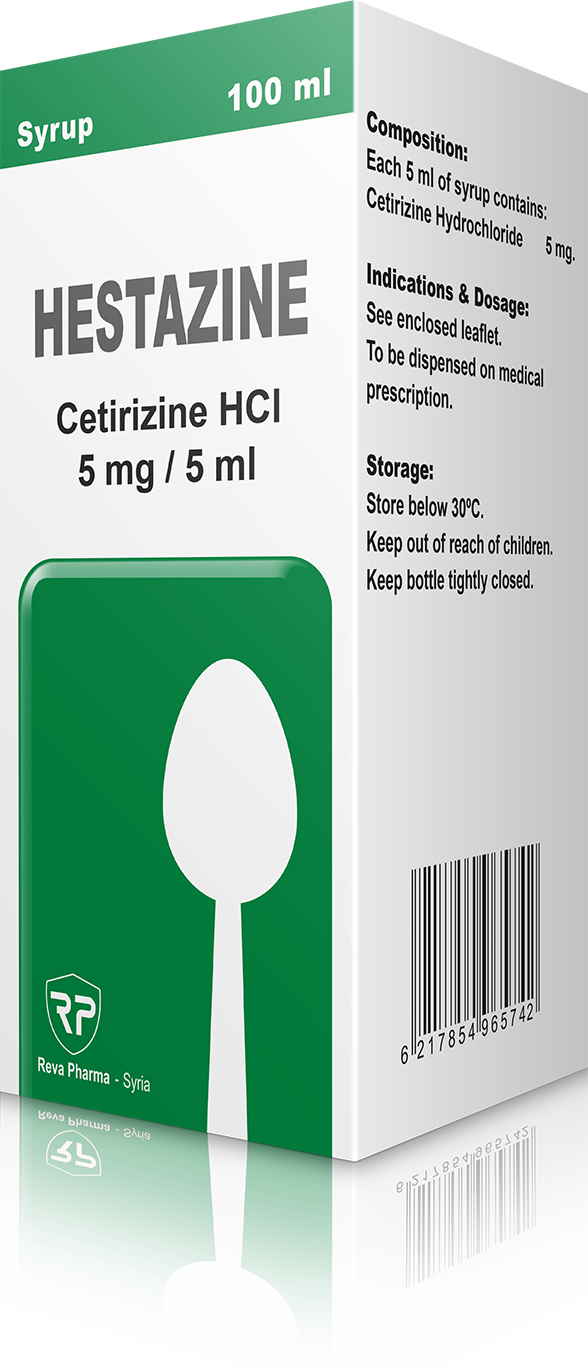 Syrup 100 ml
HESTAZINE
Cetirizine HCl
5 mg / 5 ml
RP
Reva Pharma - Syria
Composition:
Each 5 ml of syrup contains:
Cetirizine Hydrochloride 5 mg.
Indications & Dosage:
See enclosed leaflet.
To be dispensed on medical
prescription.
Storage:
Store below 30ºC.
Keep out of reach of children.
Keep bottle tightly closed.
6 217854 965742